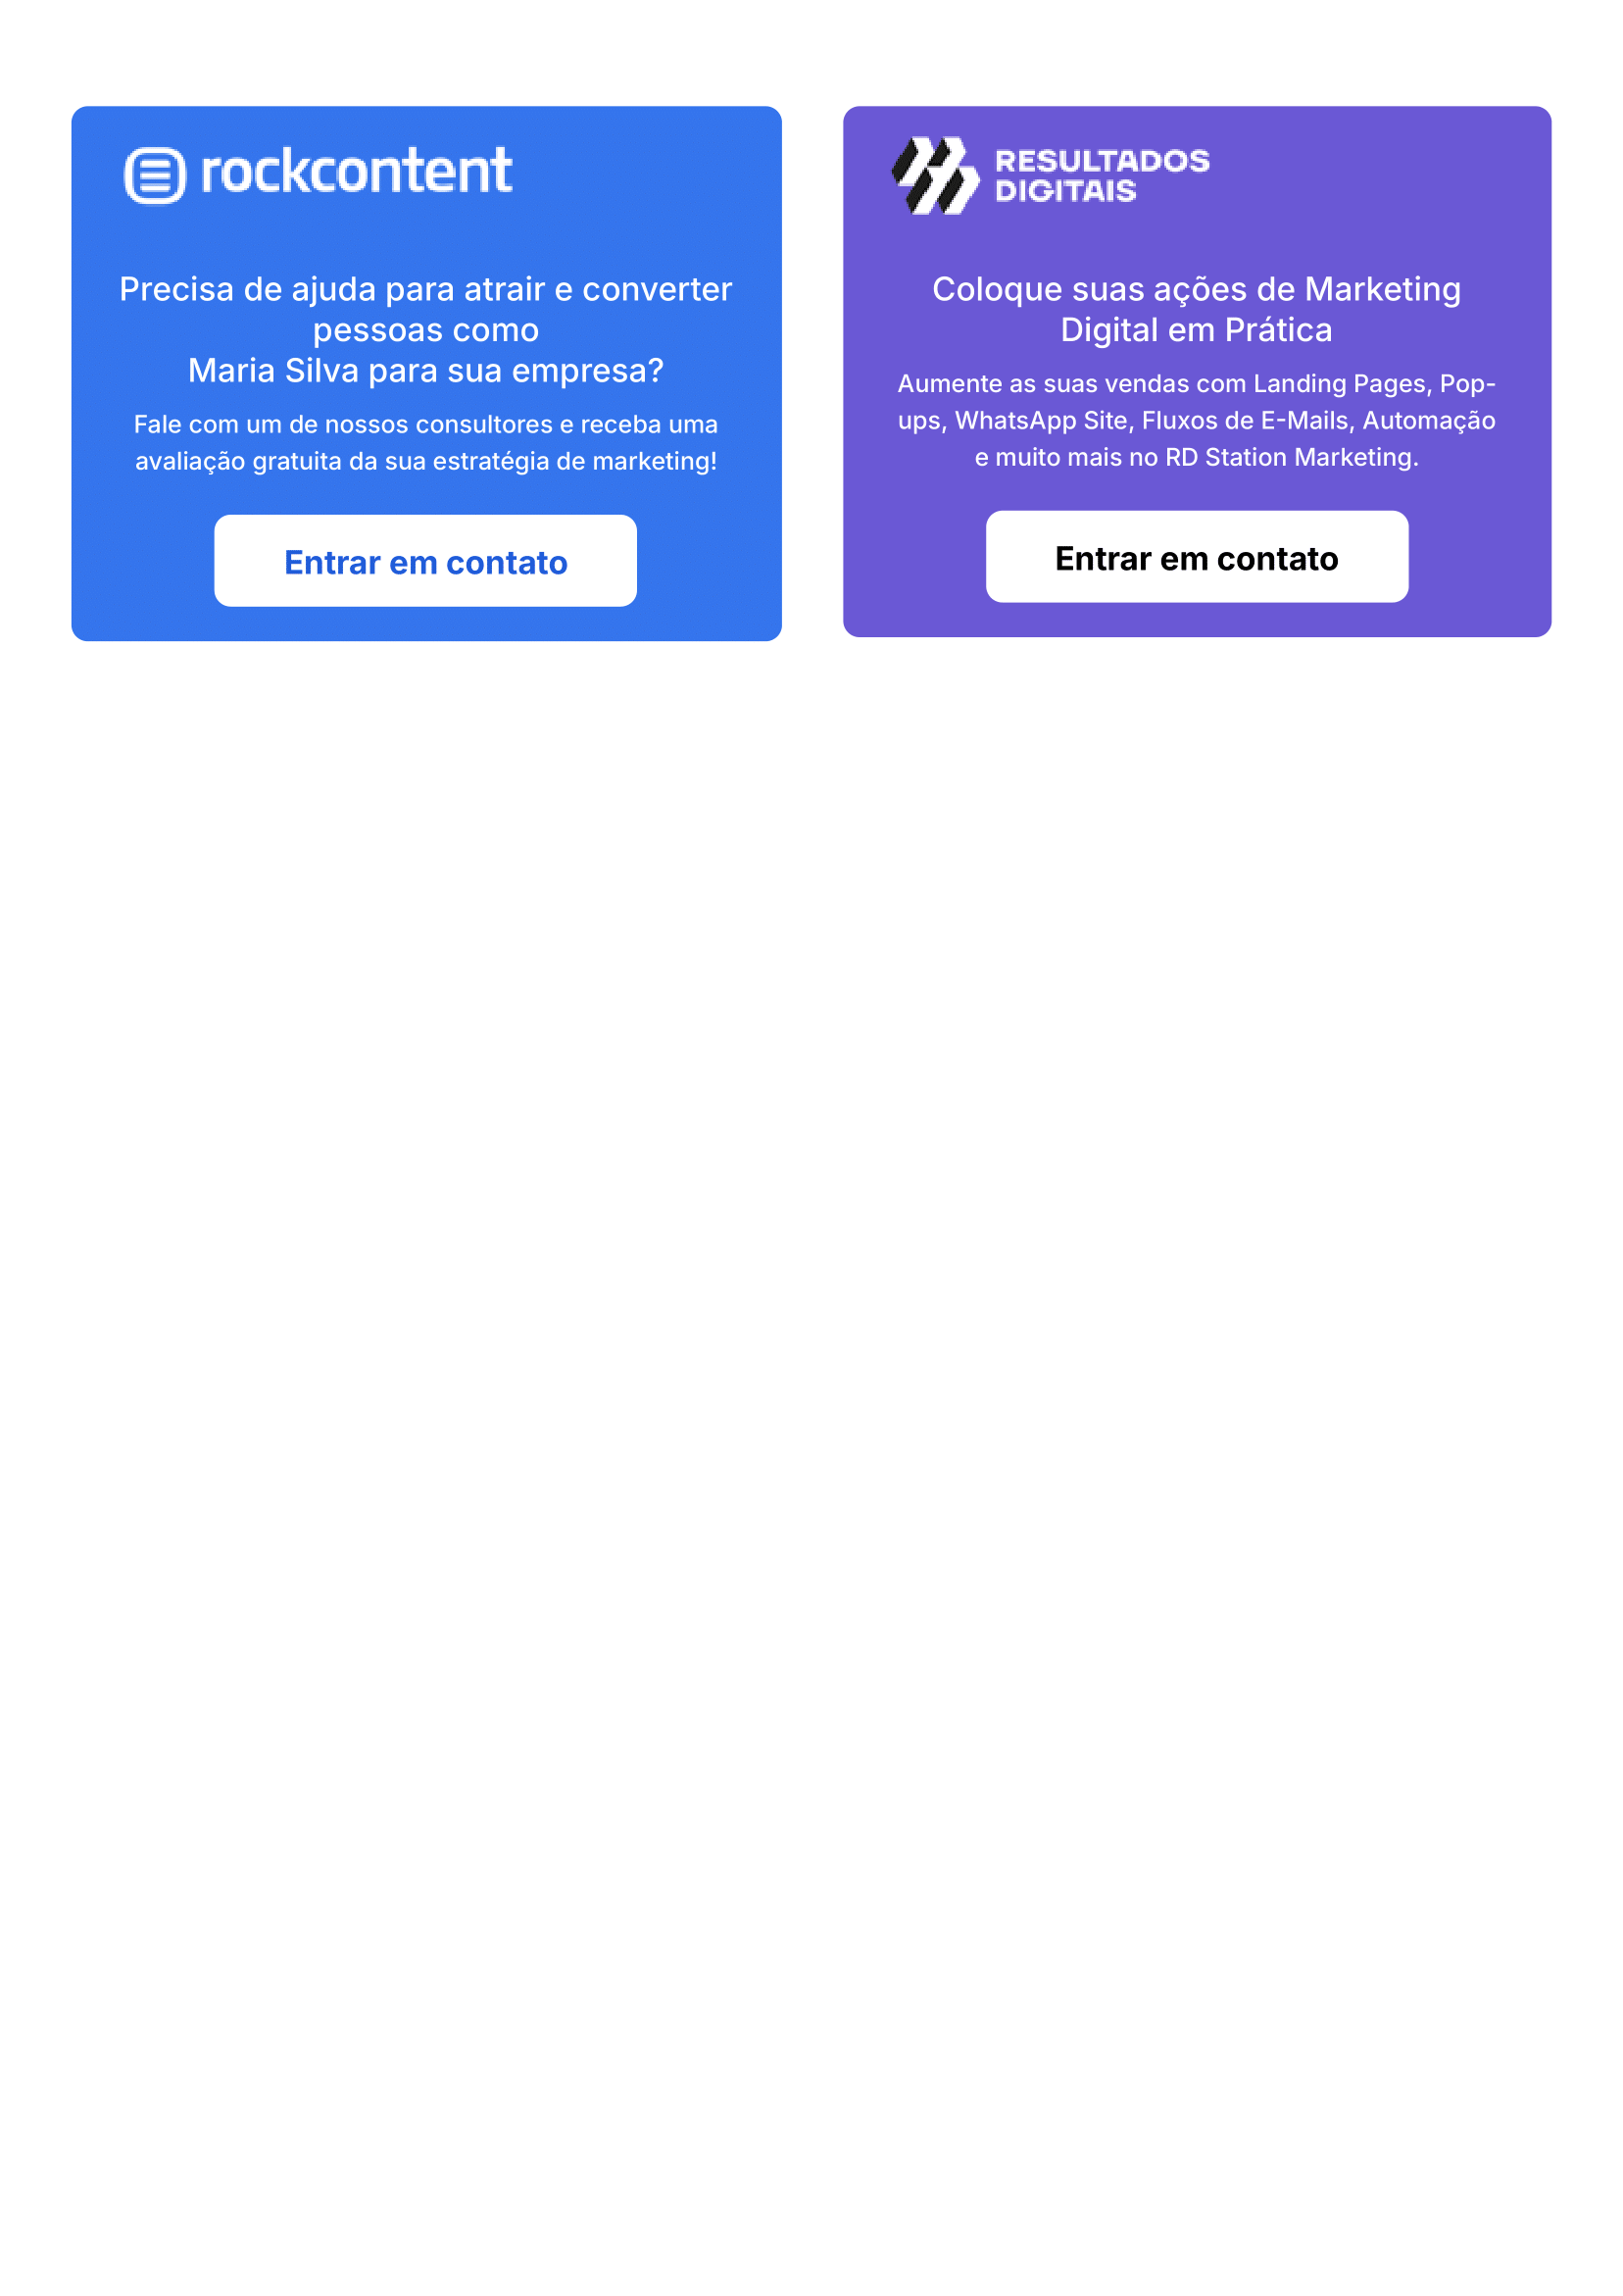 rockcontent
Precisa de ajuda para atrair e converter
pessoas como
Maria Silva para sua empresa?
Fale com um de nossos consultores e receba uma
avaliação gratuita da sua estratégia de marketing!
Entrar em contato
RESULTADOS
DIGITAIS
Coloque suas ações de Marketing
Digital em Prática
Aumente as suas vendas com Landing Pages, Pop-
ups, WhatsApp Site, Fluxos de E-Mails, Automação
e muito mais no RD Station Marketing.
Entrar em contato